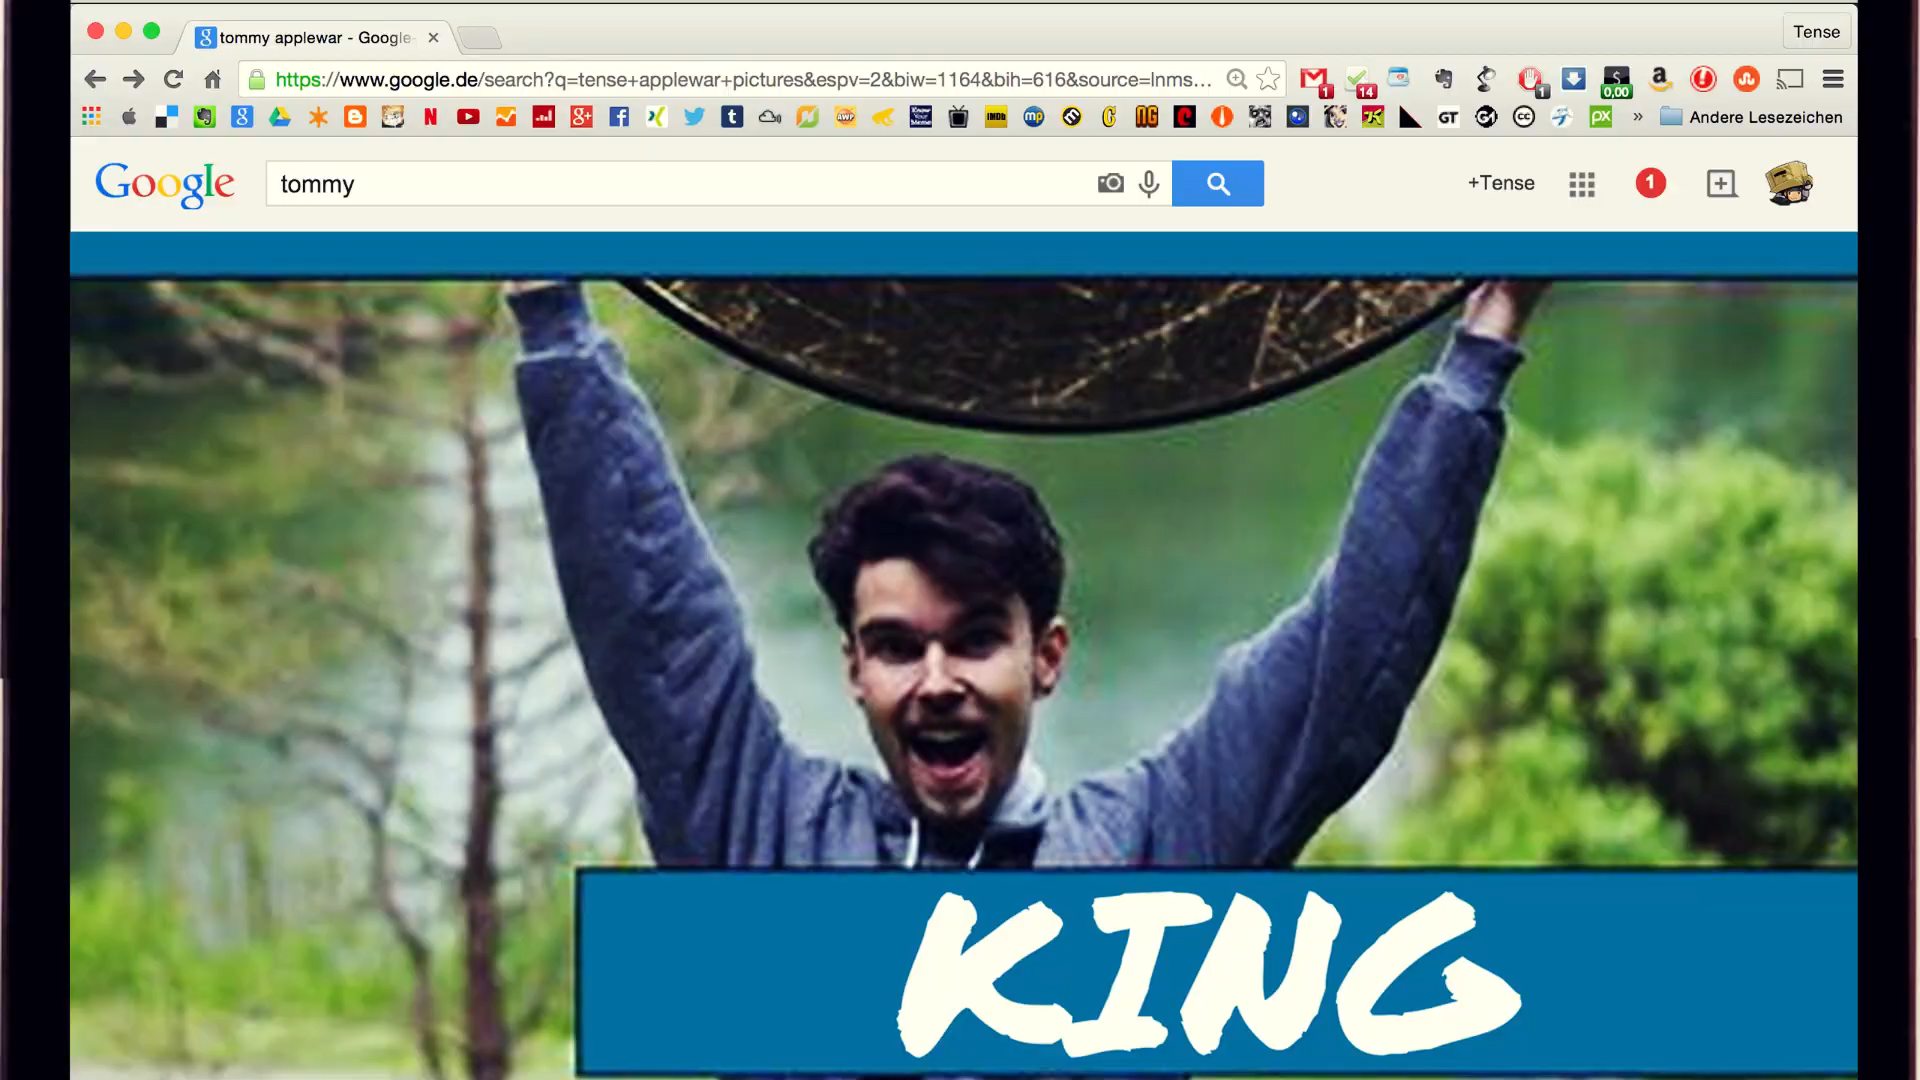 tommy applewar - Google-
Tense
https://www.google.de/search?q=tense+applewar+pictures&espv=2&biw=1164&bih=616&source=lnms...
1
14
1
0,00
Andere Lesezeichen
Google
tommy
+Tense
1
KING